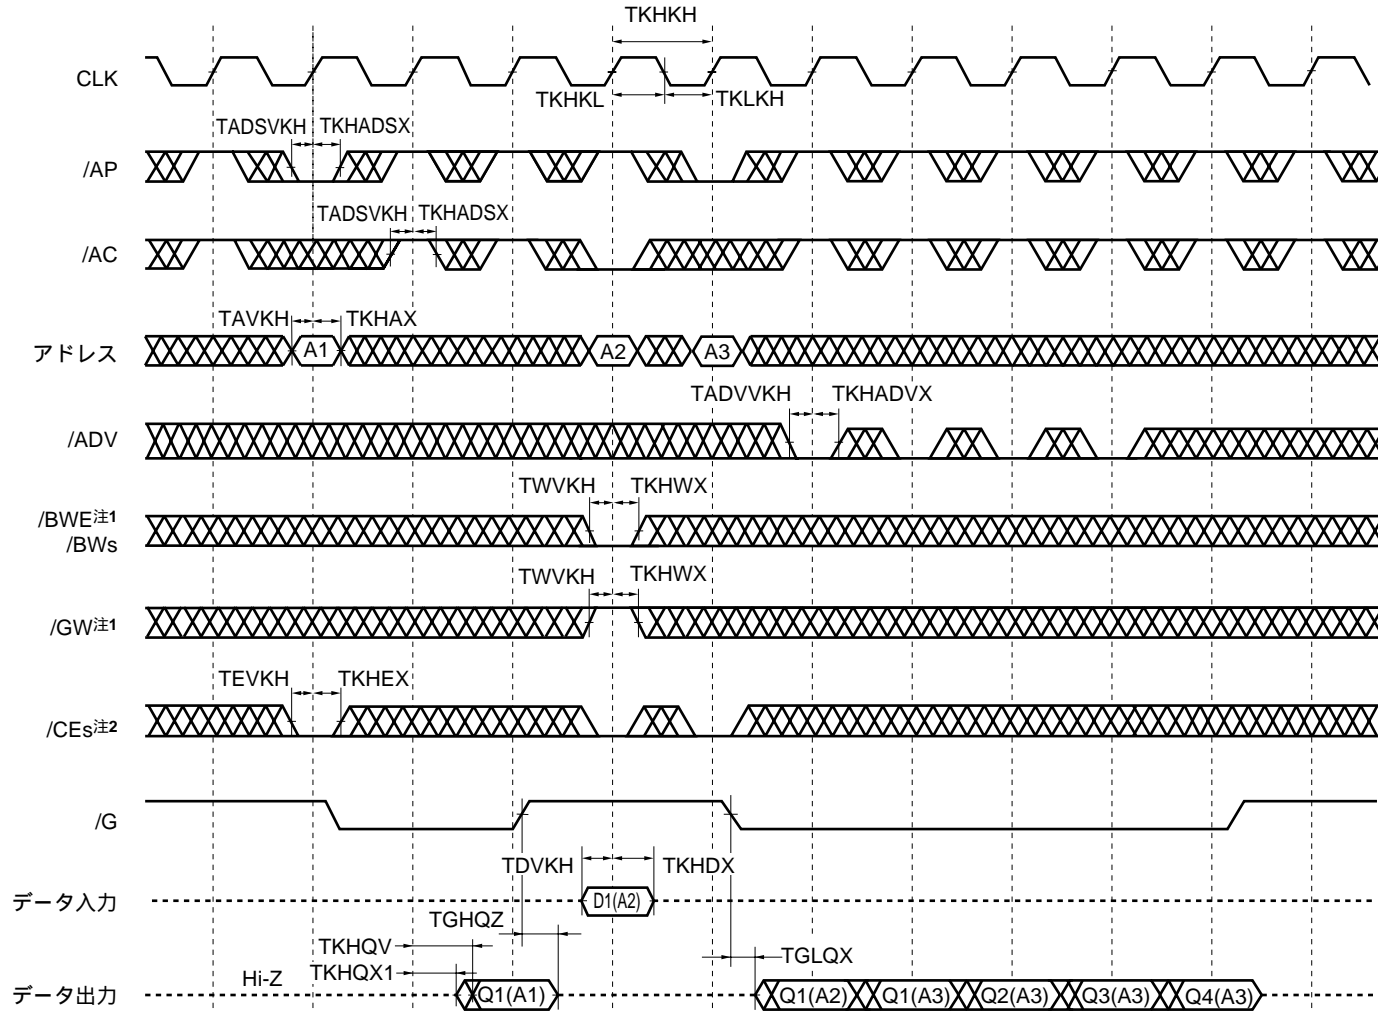 TKHKH
CLK
TKHKL TKLKH
TADSVKH TKHADSX
/AP
TADSVKH TKHADSX
/AC
TAVKH TKHAX
アドレス A1 A2 A3
TADVVKH TKHADVX
/ADV
TWVKH TKHWX
/BWE注1
/BWs
TWVKH TKHWX
/GW注1
TEVKH TKHEX
/CEs注2
/G
TDVKH TKHDX
データ入力 D1(A2)
TGHQZ
TKHQV
TGLQX
Hi-Z TKHQX1
データ出力 Q1(A1) Q1(A2) Q1(A3) Q2(A3) Q3(A3) Q4(A3)